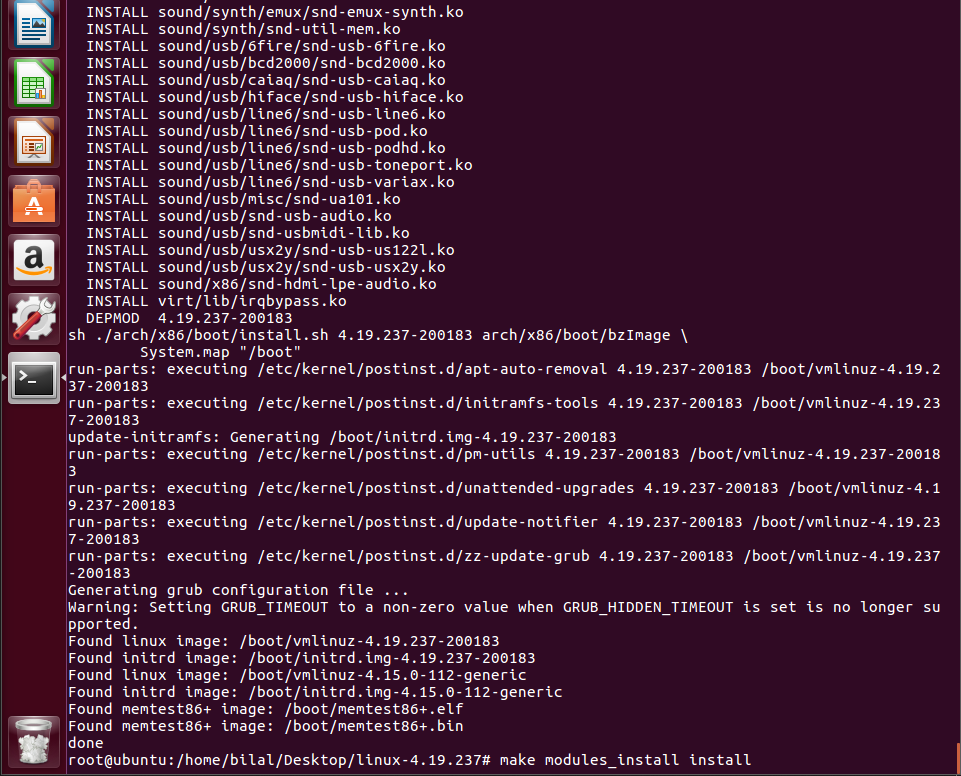 INSTALL sound/synth/emux/snd-emux-synth.ko
INSTALL sound/synth/snd-util-mem.ko
INSTALL sound/usb/6fire/snd-usb-6fire.ko
INSTALL sound/usb/bcd2000/snd-bcd2000.ko
INSTALL sound/usb/caiaq/snd-usb-caiaq.ko
INSTALL sound/usb/hiface/snd-usb-hiface.ko
INSTALL sound/usb/line6/snd-usb-line6.ko
INSTALL sound/usb/line6/snd-usb-pod.ko
INSTALL sound/usb/line6/snd-usb-podhd.ko
INSTALL sound/usb/line6/snd-usb-toneport.ko
INSTALL sound/usb/line6/snd-usb-variax.ko
INSTALL sound/usb/misc/snd-ua101.ko
INSTALL sound/usb/snd-usb-audio.ko
INSTALL sound/usb/snd-usbmidi-lib.ko
INSTALL sound/usb/usx2y/snd-usb-us122l.ko
INSTALL sound/usb/usx2y/snd-usb-usx2y.ko
INSTALL sound/x86/snd-hdmi-lpe-audio.ko
INSTALL virt/lib/irqbypass.ko
DEPMOD  4.19.237-200183
sh ./arch/x86/boot/install.sh 4.19.237-200183 arch/x86/boot/bzImage \
System.map "/boot"
run-parts: executing /etc/kernel/postinst.d/apt-auto-removal 4.19.237-200183 /boot/vmlinuz-4.19.2
37-200183
run-parts: executing /etc/kernel/postinst.d/initramfs-tools 4.19.237-200183 /boot/vmlinuz-4.19.23
7-200183
update-initramfs: Generating /boot/initrd.img-4.19.237-200183
run-parts: executing /etc/kernel/postinst.d/pm-utils 4.19.237-200183 /boot/vmlinuz-4.19.237-20018
3
run-parts: executing /etc/kernel/postinst.d/unattended-upgrades 4.19.237-200183 /boot/vmlinuz-4.1
9.237-200183
run-parts: executing /etc/kernel/postinst.d/update-notifier 4.19.237-200183 /boot/vmlinuz-4.19.23
7-200183
run-parts: executing /etc/kernel/postinst.d/zz-update-grub 4.19.237-200183 /boot/vmlinuz-4.19.237
-200183
Generating grub configuration file ...
Warning: Setting GRUB_TIMEOUT to a non-zero value when GRUB_HIDDEN_TIMEOUT is set is no longer su
pported.
Found linux image: /boot/vmlinuz-4.19.237-200183
Found initrd image: /boot/initrd.img-4.19.237-200183
Found linux image: /boot/vmlinuz-4.15.0-112-generic
Found initrd image: /boot/initrd.img-4.15.0-112-generic
Found memtest86+ image: /boot/memtest86+.elf
Found memtest86+ image: /boot/memtest86+.bin
done
root@ubuntu:/home/bilal/Desktop/linux-4.19.237# make modules_install install